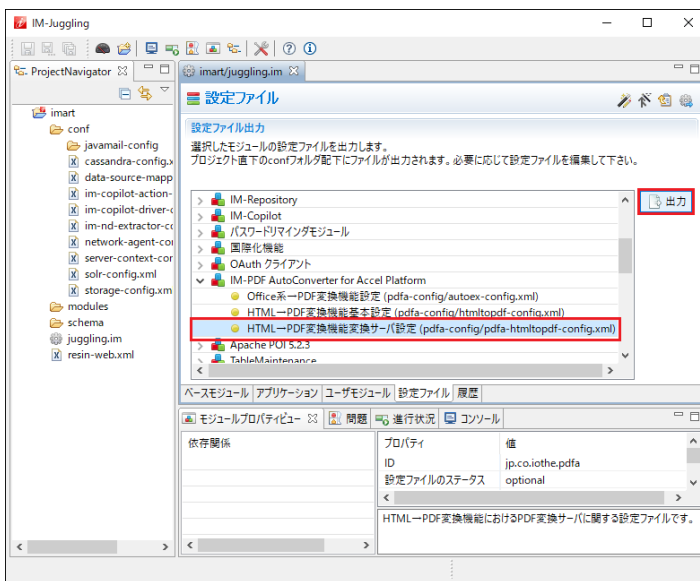 IM-Juggling
ProjectNavigator
imart
conf
javamail-config
cassandra-config.x
data-source-mapp
im-copilot-action-
im-copilot-driver-c
im-nd-extractor-cc
network-agent-cor
server-context-cor
solr-config.xml
storage-config.xm
modules
schema
juggling.im
resin-web.xml
imart/juggling.im
設定ファイル
設定ファイル出力
選択したモジュールの設定ファイルを出力します。
プロジェクト直下のconfフォルダ配下にファイルが出力されます。必要に応じて設定ファイルを編集して下さい。
IM-Repository
IM-Copilot
パスワードリマインダモジュール
国際化機能
OAuth クライアント
IM-PDF AutoConverter for Accel Platform
Office系→PDF変換機能設定 (pdfa-config/autoex-config.xml)
HTML→PDF変換機能基本設定 (pdfa-config/htmltopdf-config.xml)
HTML→PDF変換機能変換サーバ設定 (pdfa-config/pdfa-htmltopdf-config.xml)
Apache POI 5.2.3
TableMaintenance
出力
ベースモジュール アプリケーション ユーザモジュール 設定ファイル 履歴
モジュールプロパティビュー 問題 進行状況 コンソール
依存関係
プロパティ 値
ID jp.co.iothe.pdfa
設定ファイルのステータス optional
HTML→PDF変換機能におけるPDF変換サーバに関する設定ファイルです。